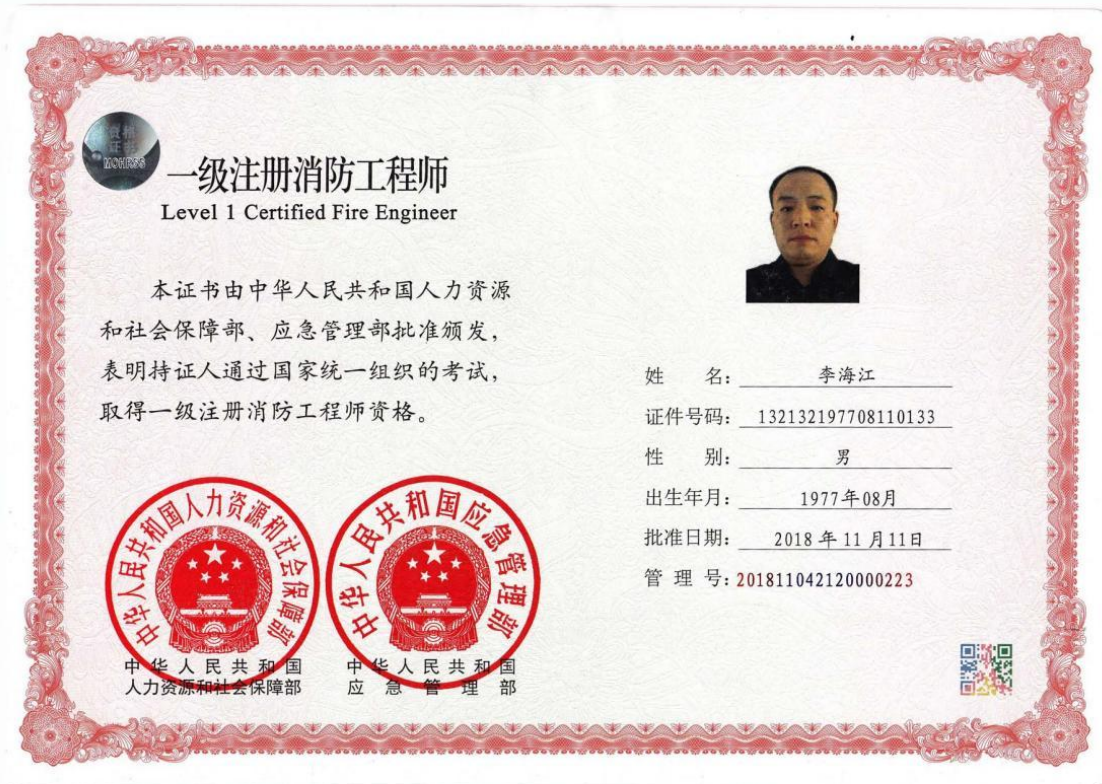 资格
证书
MOHRSS
一级注册消防工程师
Level 1 Certified Fire Engineer
本证书由中华人民共和国人力资源
和社会保障部、应急管理部批准颁发，
表明持证人通过国家统一组织的考试，
取得一级注册消防工程师资格。
中华人民共和国人力资源和社会保障部
中华人民共和国
人力资源和社会保障部
中华人民共和国应急管理部
中华人民共和国
应急管理部
姓名：李海江
证件号码：132132197708110133
性别：男
出生年月：1977年08月
批准日期：2018年11月11日
管理号：201811042120000223